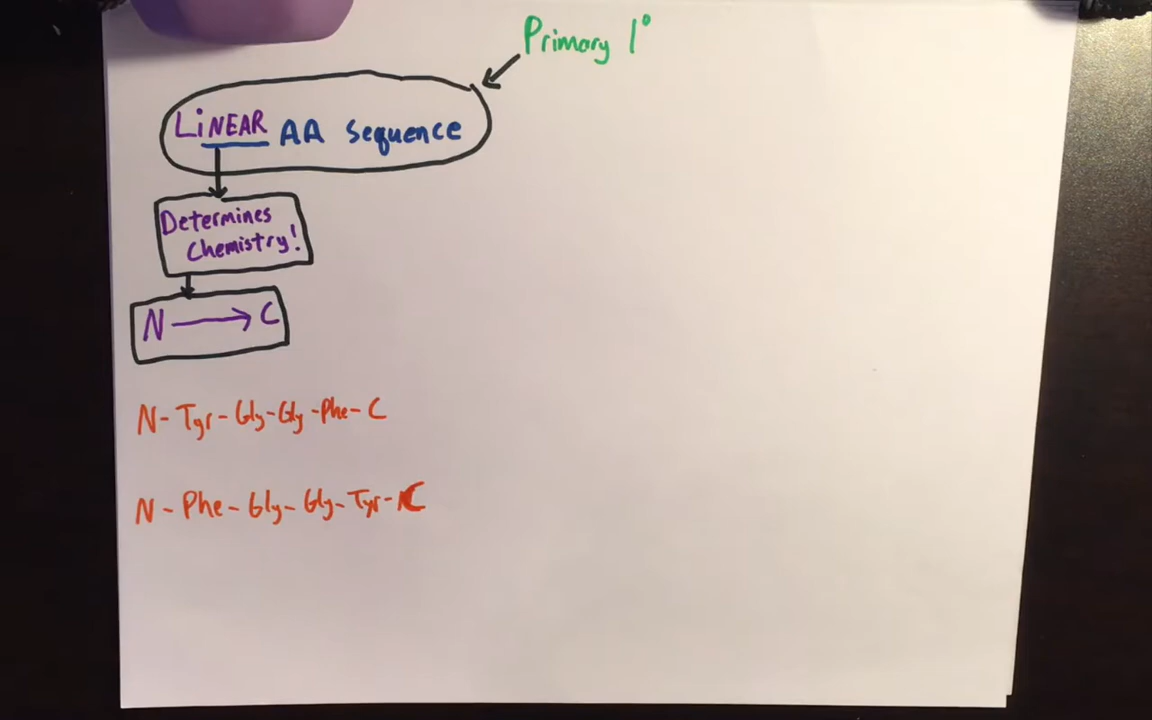 Primary 1°
LiNEAR AA sequence
Determines
Chemistry!
N → C
N - Tyr - Gly - Gly - Phe - C
N - Phe - Gly - Gly - Tyr - C